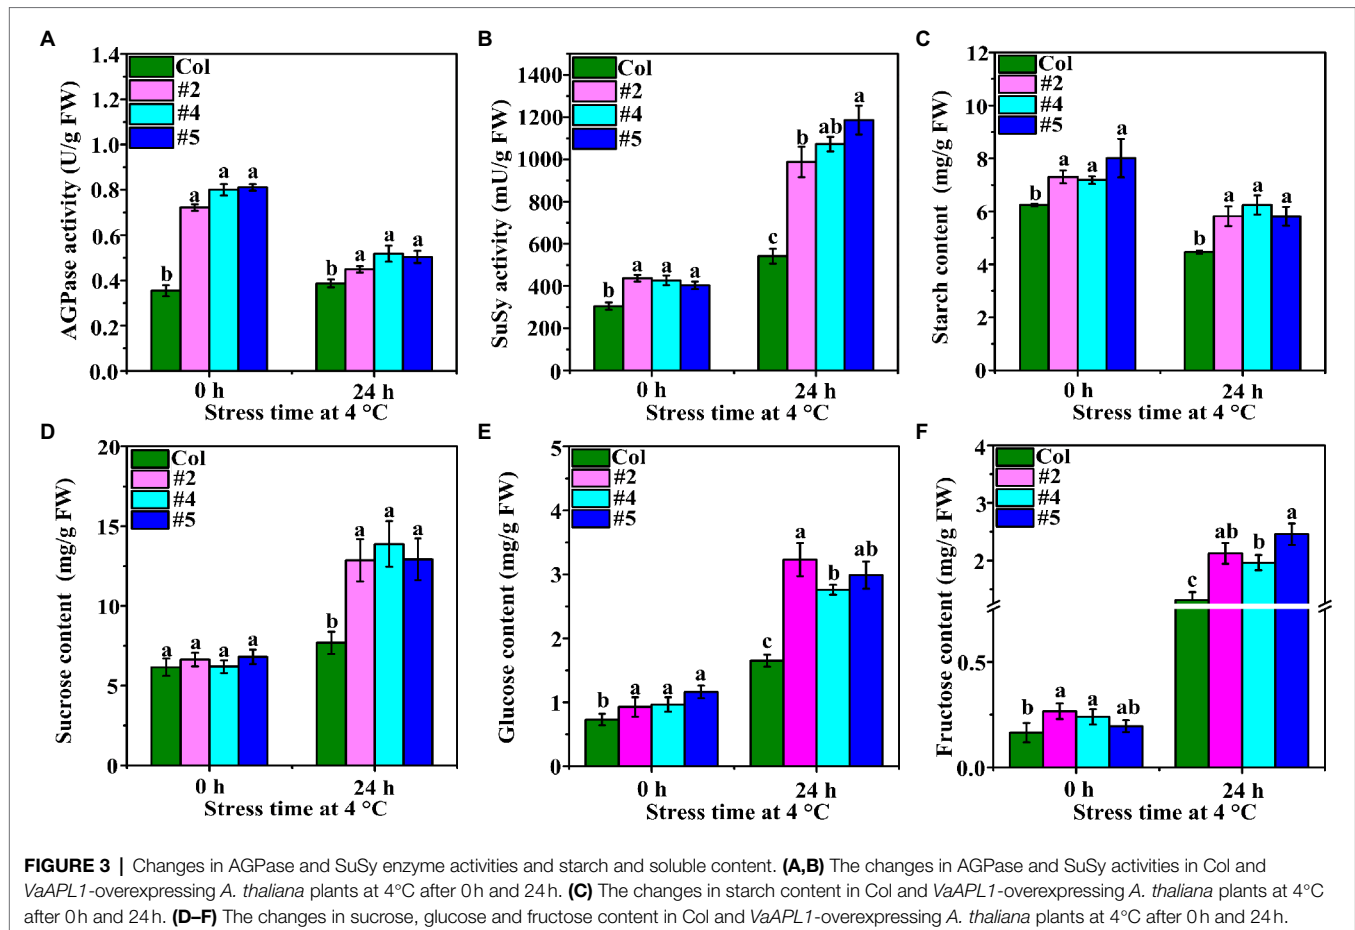 A
1.4
1.2
1.0
0.8
0.6
0.4
0.2
0.0
AGPase activity (U/g FW)
Col
#2
#4
#5
b
a
a
a
b
a
a
a
0 h
24 h
Stress time at 4 °C
B
1400
1200
1000
800
600
400
200
0
SuSy activity (mU/g FW)
Col
#2
#4
#5
b
a
a
a
c
b
ab
a
0 h
24 h
Stress time at 4 °C
C
12
10
8
6
4
2
0
Starch content (mg/g FW)
Col
#2
#4
#5
b
a
a
a
b
a
a
a
0 h
24 h
Stress time at 4 °C
D
20
15
10
5
0
Sucrose content (mg/g FW)
Col
#2
#4
#5
a
a
a
a
b
a
a
a
0 h
24 h
Stress time at 4 °C
E
5
4
3
2
1
0
Glucose content (mg/g FW)
Col
#2
#4
#5
b
a
a
a
c
a
b
ab
0 h
24 h
Stress time at 4 °C
F
4
3
2
0.5
0.0
Fructose content (mg/g FW)
Col
#2
#4
#5
b
a
a
ab
c
ab
b
a
0 h
24 h
Stress time at 4 °C
FIGURE 3 | Changes in AGPase and SuSy enzyme activities and starch and soluble content. (A,B) The changes in AGPase and SuSy activities in Col and
VaAPL1-overexpressing A. thaliana plants at 4°C after 0 h and 24 h. (C) The changes in starch content in Col and VaAPL1-overexpressing A. thaliana plants at 4°C
after 0 h and 24 h. (D–F) The changes in sucrose, glucose and fructose content in Col and VaAPL1-overexpressing A. thaliana plants at 4°C after 0 h and 24 h.